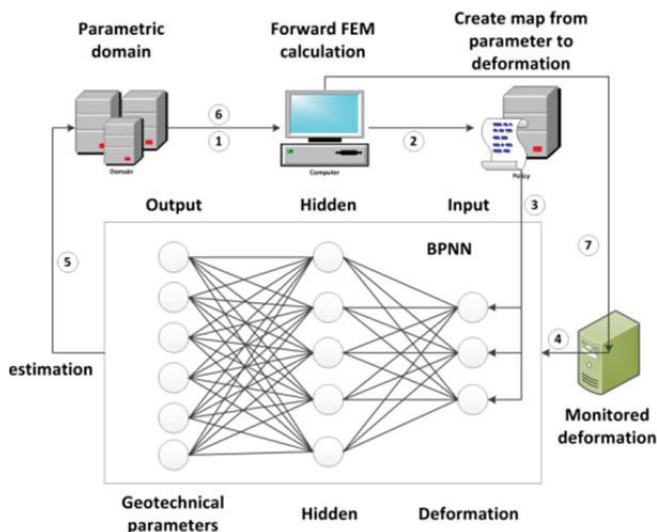 Parametric
domain
Forward FEM
calculation
Create map from
parameter to
deformation
6
1
2
Domain
Computer
Policy
Output
Hidden
Input
3
BPNN
5
7
4
estimation
Monitored
deformation
Geotechnical
parameters
Hidden
Deformation